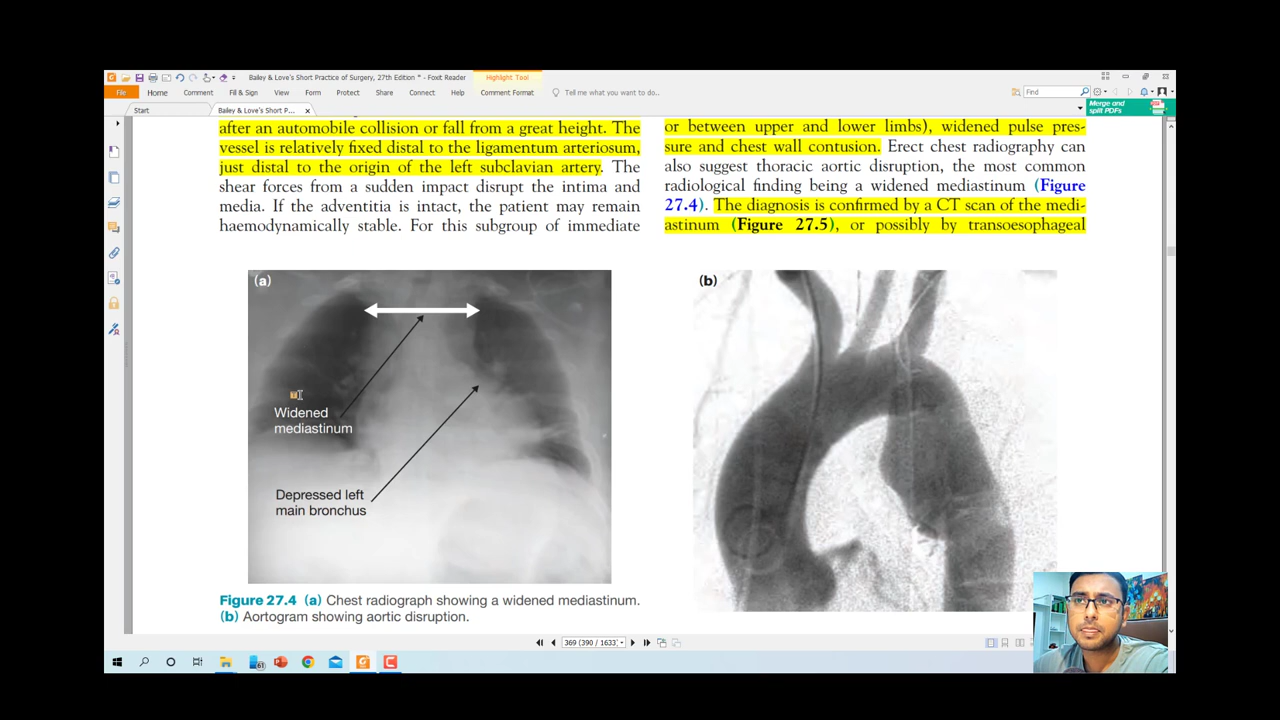 Bailey & Love's Short Practice of Surgery, 27th Edition * - Foxit Reader
Highlight Tool
File
Home
Comment
Fill & Sign
View
Form
Protect
Share
Connect
Help
Comment Format
Tell me what you want to do..
Find
Start
Bailey & Love's Short P...
Merge and
split PDFs
after an automobile collision or fall from a great height. The
vessel is relatively fixed distal to the ligamentum arteriosum,
just distal to the origin of the left subclavian artery. The
shear forces from a sudden impact disrupt the intima and
media. If the adventitia is intact, the patient may remain
haemodynamically stable. For this subgroup of immediate
or between upper and lower limbs), widened pulse pres-
sure and chest wall contusion. Erect chest radiography can
also suggest thoracic aortic disruption, the most common
radiological finding being a widened mediastinum (Figure
27.4). The diagnosis is confirmed by a CT scan of the medi-
astinum (Figure 27.5), or possibly by transoesophageal
(a)
Widened
mediastinum
Depressed left
main bronchus
(b)
Figure 27.4 (a) Chest radiograph showing a widened mediastinum.
(b) Aortogram showing aortic disruption.
369 (390 / 1633)
61